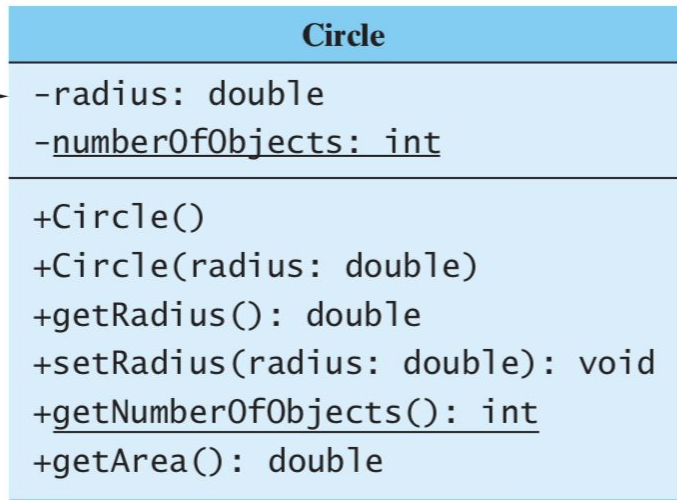 Circle
-radius: double
-numberOfObjects: int
+Circle()
+Circle(radius: double)
+getRadius(): double
+setRadius(radius: double): void
+getNumberOfObjects(): int
+getArea(): double